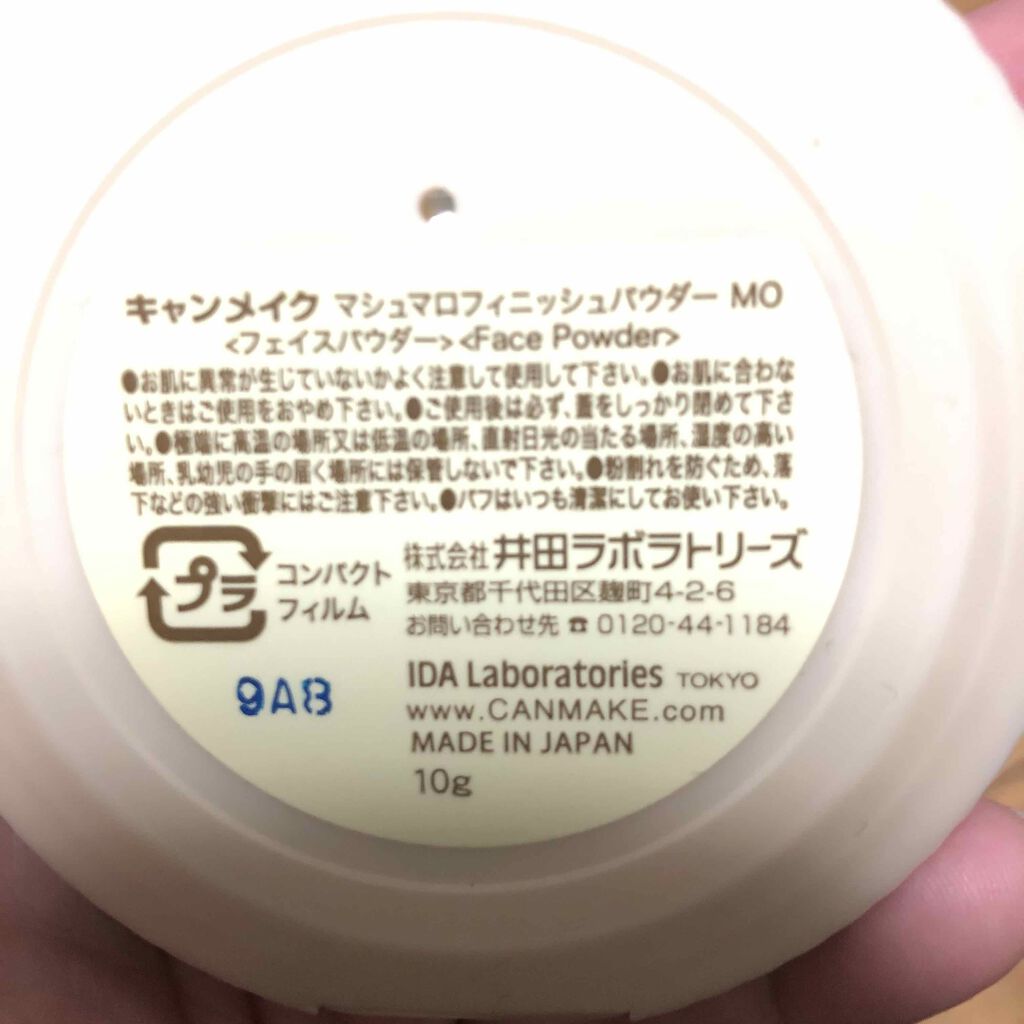 キャンメイク マシュマロフィニッシュパウダー MO
<フェイスパウダー><Face Powder>
●お肌に異常が生じていないかよく注意して使用して下さい。●お肌に合わな
いときはご使用をおやめ下さい。●ご使用後は必ず、蓋をしっかり閉めて下さ
い。●極端に高温の場所又は低温の場所、直射日光の当たる場所、湿度の高い
場所、乳幼児の手の届く場所には保管しないで下さい。●粉割れを防ぐため、落
下などの強い衝撃にはご注意下さい。●パフはいつも清潔にしてお使い下さい。
プラ
コンパクト
フィルム
株式会社 井田ラボラトリーズ
東京都千代田区麹町4-2-6
お問い合わせ先 ☎ 0120-44-1184
9A8
IDA Laboratories TOKYO
www.CANMAKE.com
MADE IN JAPAN
10g